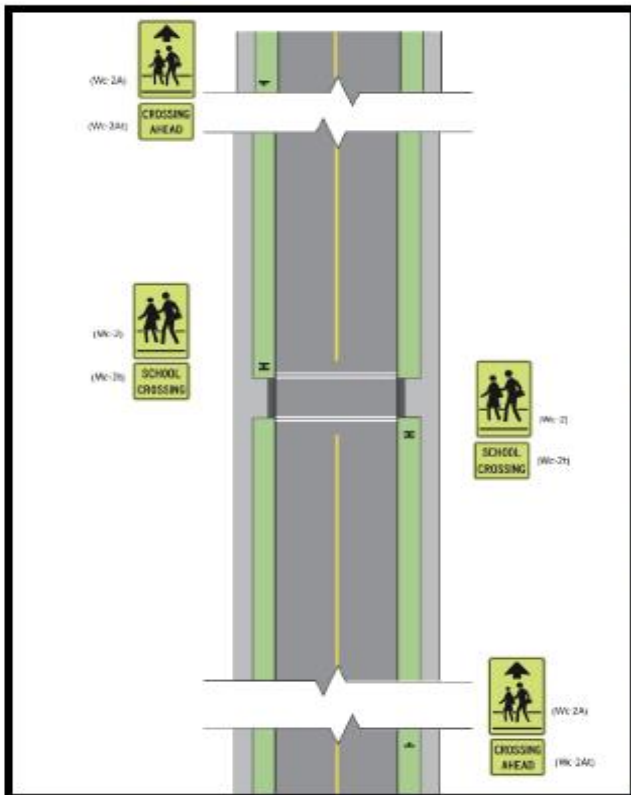 (Wc-2A)
CROSSING
AHEAD
(Wc-2At)
(Wc-2)
(Wc-2t)
SCHOOL
CROSSING
(Wc-2)
SCHOOL
CROSSING
(Wc-2t)
(Wc-2A)
CROSSING
AHEAD
(Wc-2At)